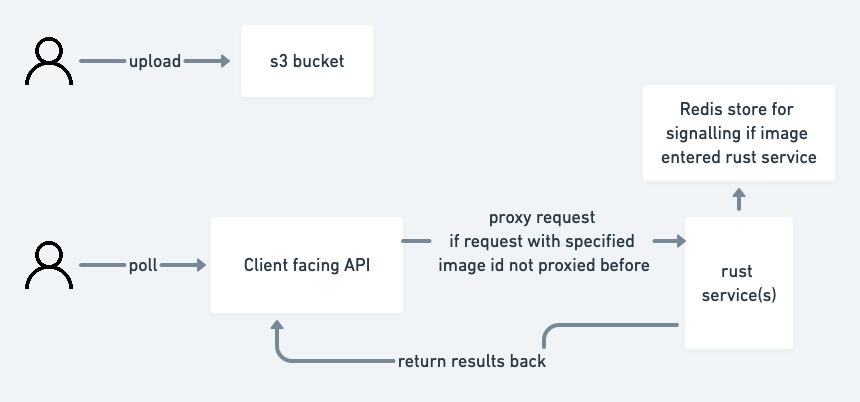 upload
s3 bucket
Redis store for
signalling if image
entered rust service
poll
Client facing API
proxy request
if request with specified
image id not proxied before
rust
service(s)
return results back